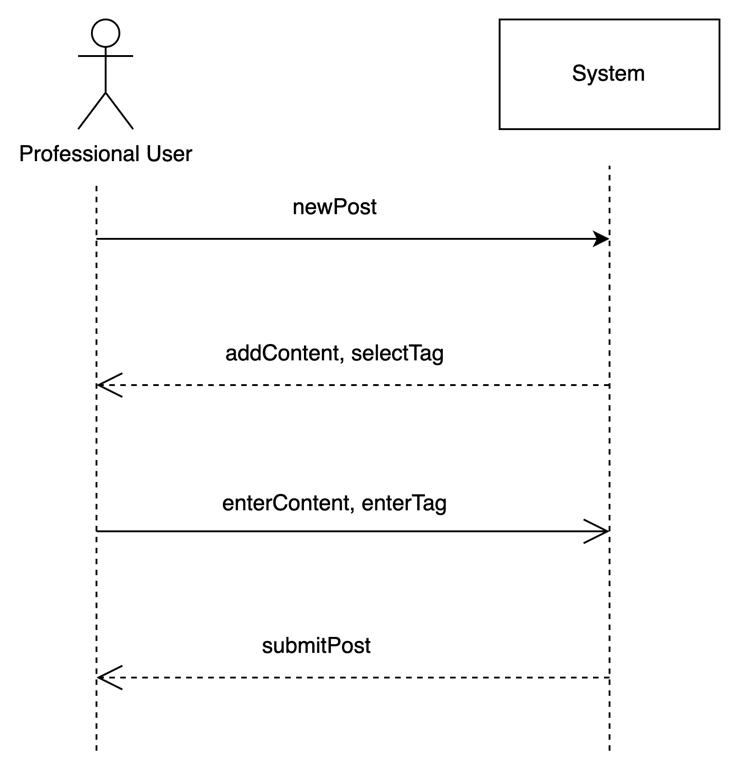 System
Professional User
newPost
addContent, selectTag
enterContent, enterTag
submitPost